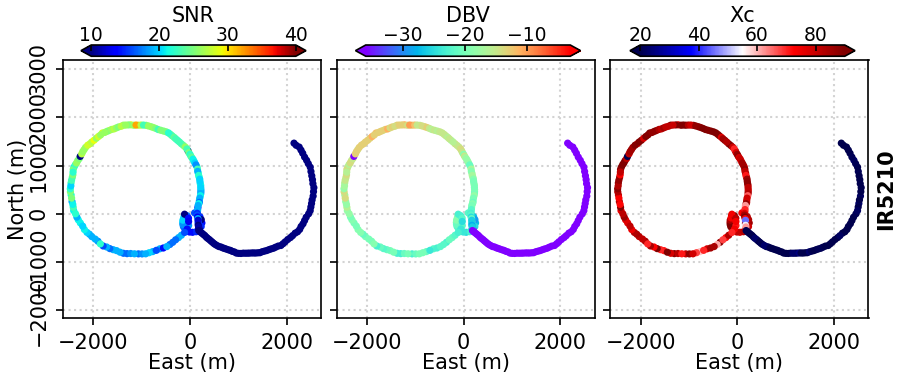 SNR DBV Xc
10 20 30 40 −30 −20 −10 20 40 60 80
3000
2000
1000
0
−1000
−2000
North (m)
−2000 0 2000 −2000 0 2000 −2000 0 2000
East (m) East (m) East (m)
IR5210